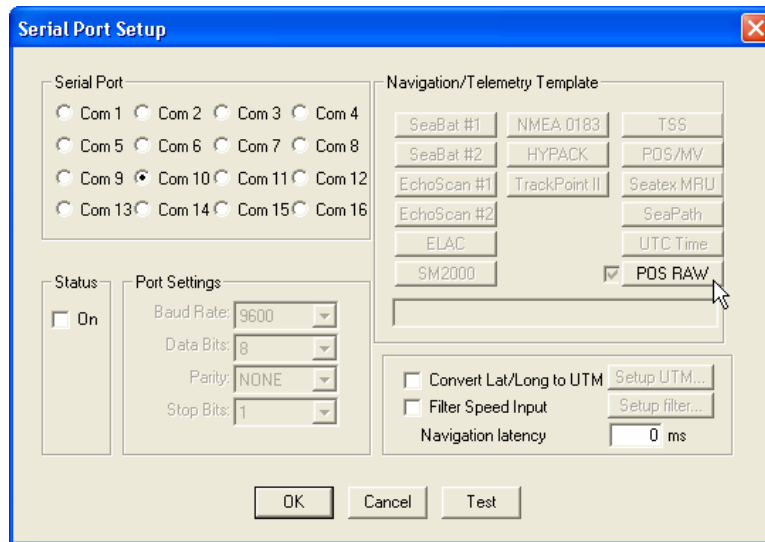 Serial Port Setup
Serial Port
Com 1 Com 2 Com 3 Com 4
Com 5 Com 6 Com 7 Com 8
Com 9 Com 10 Com 11 Com 12
Com 13 Com 14 Com 15 Com 16
Navigation/Telemetry Template
SeaBat #1 NMEA 0183 TSS
SeaBat #2 HYPACK POS/MV
EchoScan #1 TrackPoint II Seatex MRU
EchoScan #2 SeaPath
ELAC UTC Time
SM2000 POS RAW
Status
On
Port Settings
Baud Rate: 9600
Data Bits: 8
Parity: NONE
Stop Bits: 1
Convert Lat/Long to UTM Setup UTM...
Filter Speed Input Setup filter...
Navigation latency 0 ms
OK Cancel Test